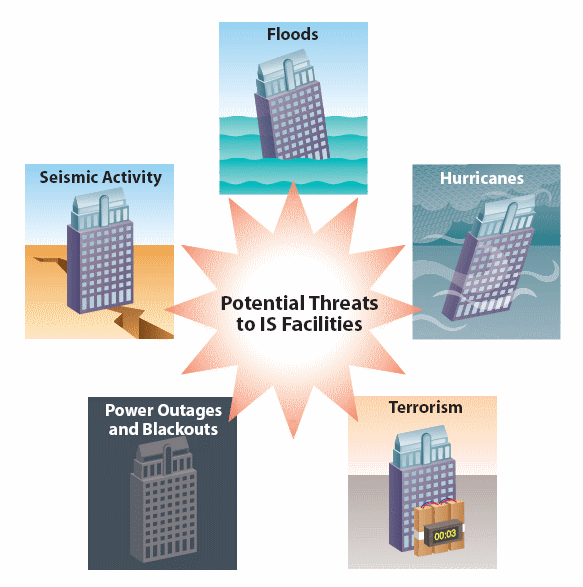 Floods
Seismic Activity
Hurricanes
Potential Threats
to IS Facilities
Power Outages
and Blackouts
Terrorism
00:03